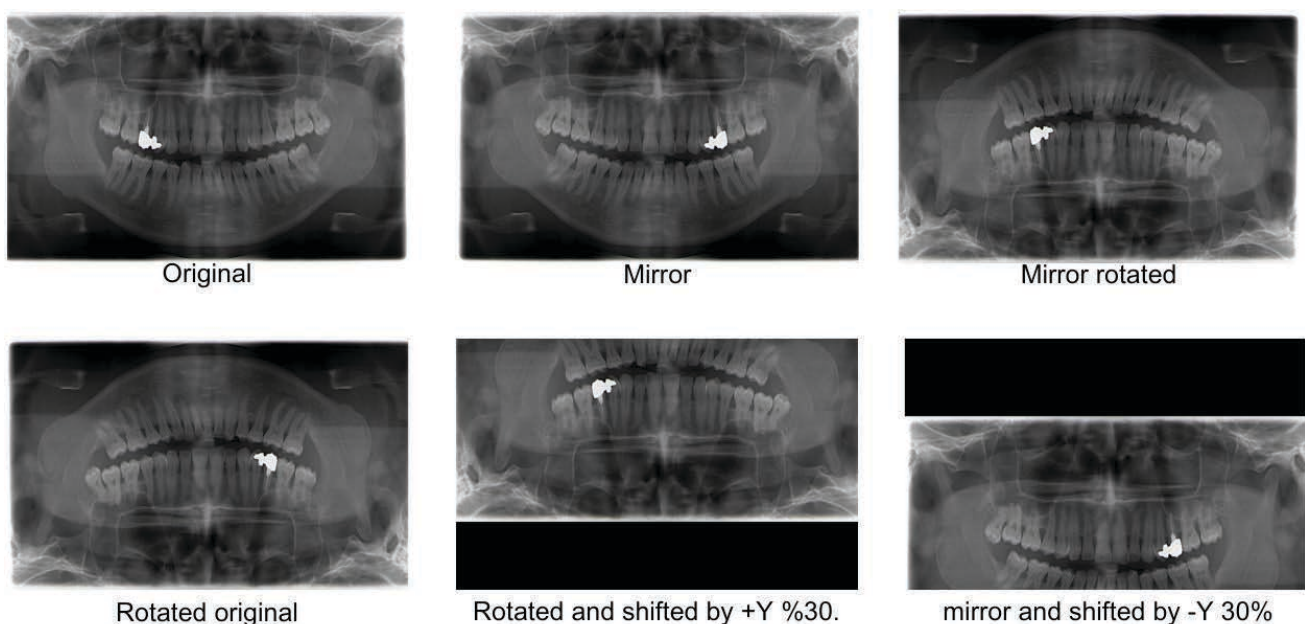 Original
Mirror
Mirror rotated
Rotated original
Rotated and shifted by +Y %30.
mirror and shifted by -Y 30%